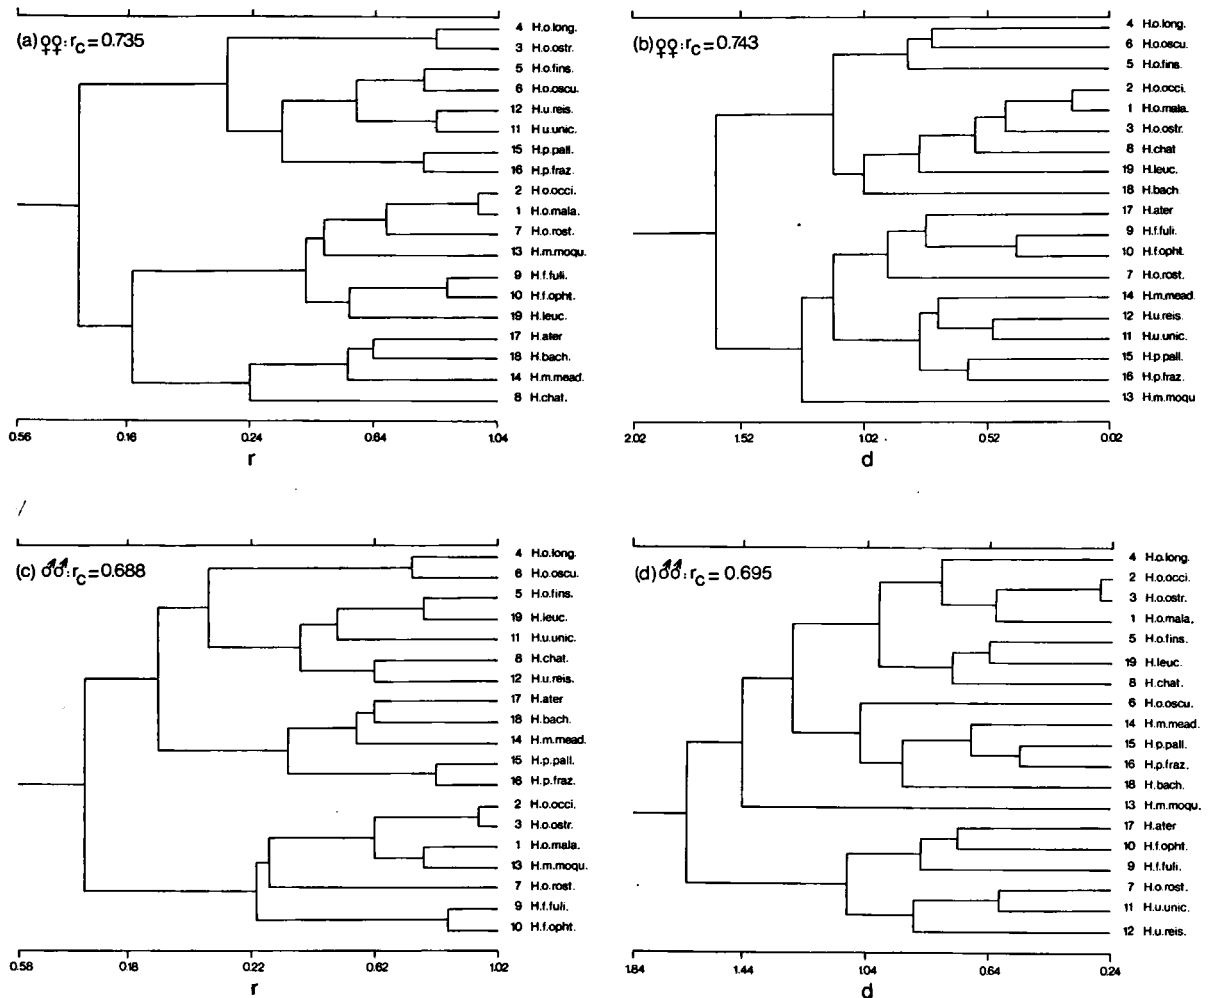 (a) ♀♀: rc=0.735
4 H.o.long.
3 H.o.ostr.
5 H.o.fins.
6 H.o.oscu.
12 H.u.reis.
11 H.u.unic.
15 H.p.pall.
16 H.p.fraz.
2 H.o.occi.
1 H.o.mala.
7 H.o.rost.
13 H.m.moqu.
9 H.f.fuli.
10 H.f.opht.
19 H.leuc.
17 H.ater
18 H.bach.
14 H.m.mead.
8 H.chat.
0.56 0.16 0.24 0.64 1.04
r
(b) ♀♀: rc=0.743
4 H.o.long.
6 H.o.oscu.
5 H.o.fins.
2 H.o.occi.
1 H.o.mala.
3 H.o.ostr.
8 H.chat
19 H.leuc.
18 H.bach
17 H.ater
9 H.f.fuli.
10 H.f.opht.
7 H.o.rost.
14 H.m.mead
12 H.u.reis.
11 H.u.unic.
15 H.p.pall.
16 H.p.fraz.
13 H.m.moqu
2.02 1.52 1.02 0.52 0.02
d
(c) ♂♂: rc=0.688
4 H.o.long.
6 H.o.oscu.
5 H.o.fins.
19 H.leuc.
11 H.u.unic.
8 H.chat.
12 H.u.reis.
17 H.ater
18 H.bach.
14 H.m.mead.
15 H.p.pall.
16 H.p.fraz.
2 H.o.occi.
3 H.o.ostr.
1 H.o.mala.
13 H.m.moqu.
7 H.o.rost.
9 H.f.fuli.
10 H.f.opht.
0.58 0.18 0.22 0.62 1.02
r
(d) ♂♂: rc=0.695
4 H.o.long.
2 H.o.occi.
3 H.o.ostr.
1 H.o.mala,
5 H.o.fins.
19 H.leuc.
8 H.chat.
6 H.o.oscu.
14 H.m.mead.
15 H.p.pall.
16 H.p.fraz.
18 H.bach.
13 H.m.moqu.
17 H.ater
10 H.f.opht.
9 H.f.fuli.
7 H.o.rost.
11 H.u.unic.
12 H.u.reis.
1.84 1.44 1.04 0.64 0.24
d